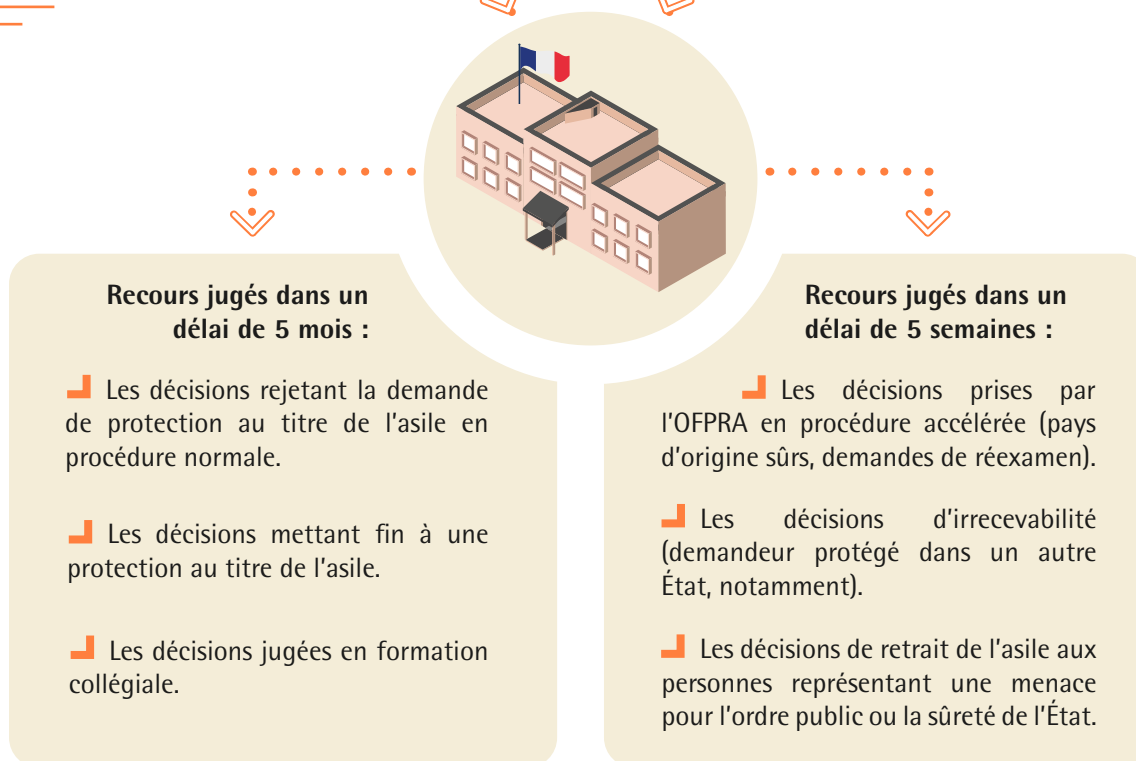 Recours jugés dans un
délai de 5 mois :
Les décisions rejetant la demande
de protection au titre de l'asile en
procédure normale.
Les décisions mettant fin à une
protection au titre de l'asile.
Les décisions jugées en formation
collégiale.
Recours jugés dans un
délai de 5 semaines :
Les décisions prises par
l'OFPRA en procédure accélérée (pays
d'origine sûrs, demandes de réexamen).
Les décisions d'irrecevabilité
(demandeur protégé dans un autre
État, notamment).
Les décisions de retrait de l'asile aux
personnes représentant une menace
pour l'ordre public ou la sûreté de l'État.